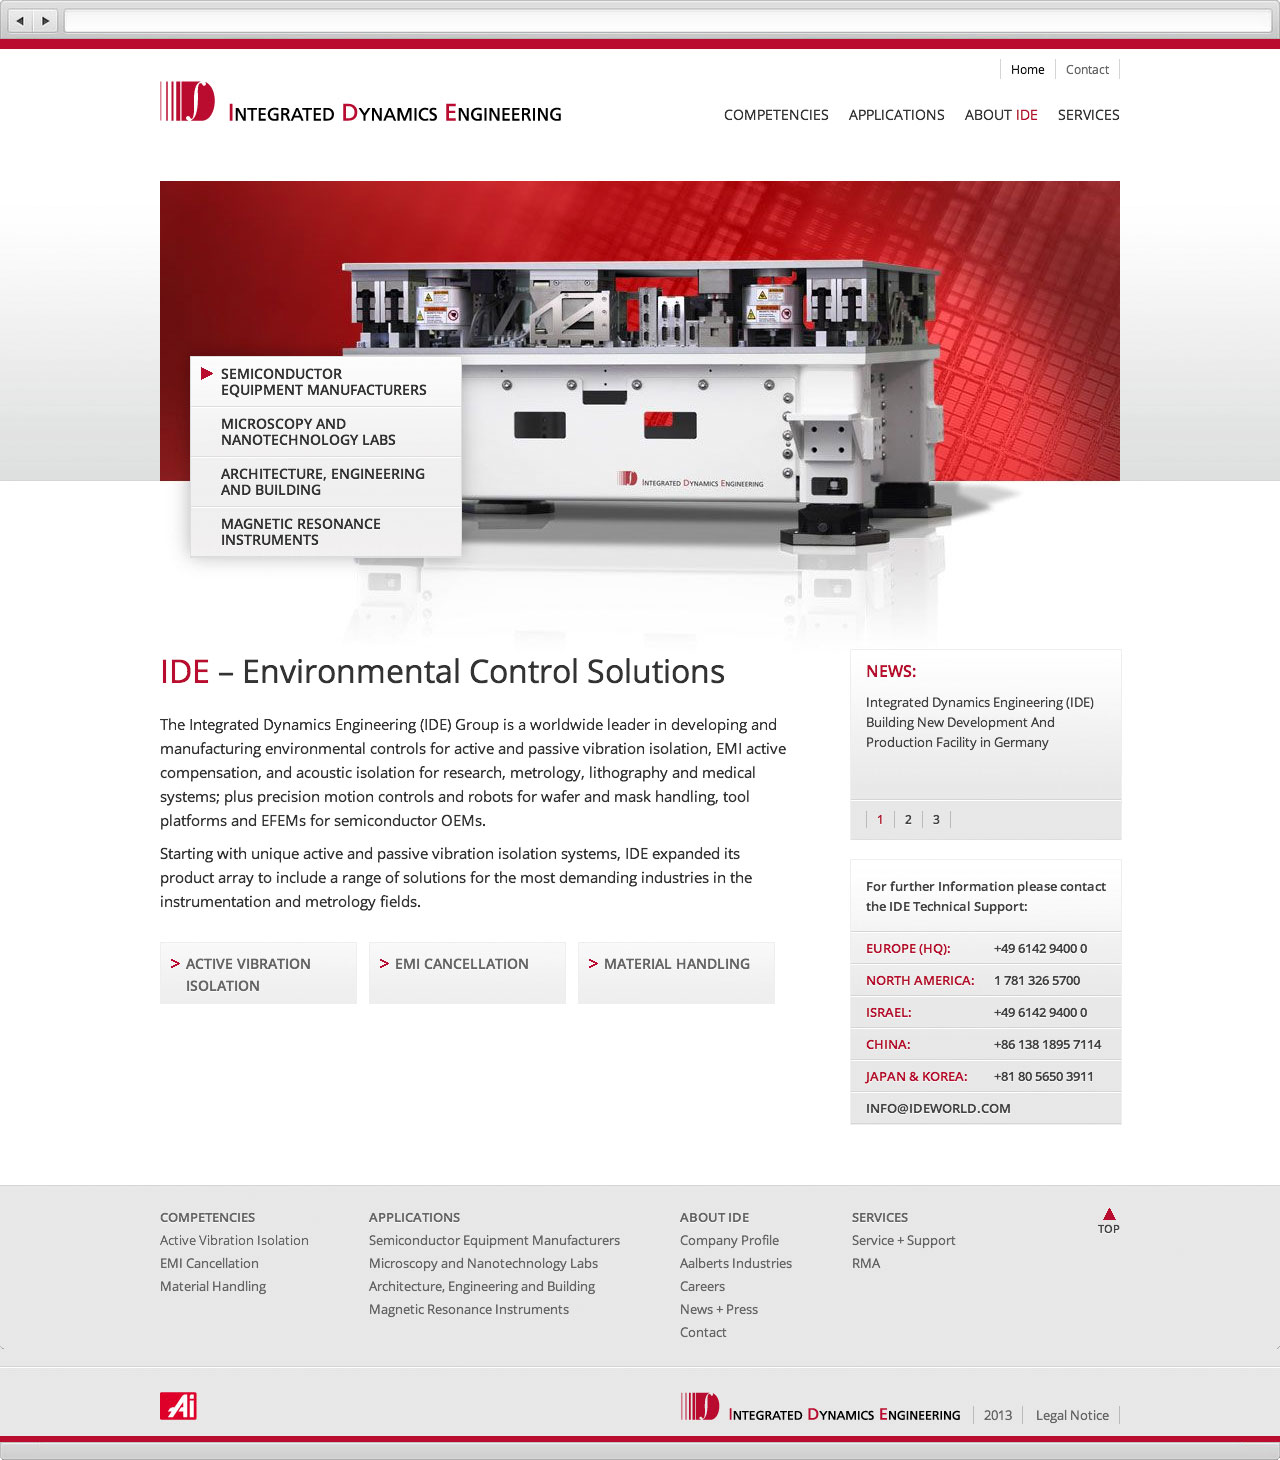 Home
Contact
INTEGRATED DYNAMICS ENGINEERING
COMPETENCIES
APPLICATIONS
ABOUT IDE
SERVICES
SEMICONDUCTOR
EQUIPMENT MANUFACTURERS
MICROSCOPY AND
NANOTECHNOLOGY LABS
ARCHITECTURE, ENGINEERING
AND BUILDING
MAGNETIC RESONANCE
INSTRUMENTS
INTEGRATED DYNAMICS ENGINEERING
IDE – Environmental Control Solutions
The Integrated Dynamics Engineering (IDE) Group is a worldwide leader in developing and
manufacturing environmental controls for active and passive vibration isolation, EMI active
compensation, and acoustic isolation for research, metrology, lithography and medical
systems; plus precision motion controls and robots for wafer and mask handling, tool
platforms and EFEMs for semiconductor OEMs.
Starting with unique active and passive vibration isolation systems, IDE expanded its
product array to include a range of solutions for the most demanding industries in the
instrumentation and metrology fields.
> ACTIVE VIBRATION
ISOLATION
> EMI CANCELLATION
> MATERIAL HANDLING
NEWS:
Integrated Dynamics Engineering (IDE)
Building New Development And
Production Facility in Germany
1 2 3
For further Information please contact
the IDE Technical Support:
EUROPE (HQ): +49 6142 9400 0
NORTH AMERICA: 1 781 326 5700
ISRAEL: +49 6142 9400 0
CHINA: +86 138 1895 7114
JAPAN & KOREA: +81 80 5650 3911
INFO@IDEWORLD.COM
COMPETENCIES
Active Vibration Isolation
EMI Cancellation
Material Handling
APPLICATIONS
Semiconductor Equipment Manufacturers
Microscopy and Nanotechnology Labs
Architecture, Engineering and Building
Magnetic Resonance Instruments
ABOUT IDE
Company Profile
Aalberts Industries
Careers
News + Press
Contact
SERVICES
Service + Support
RMA
TOP
Ai
INTEGRATED DYNAMICS ENGINEERING
2013
Legal Notice